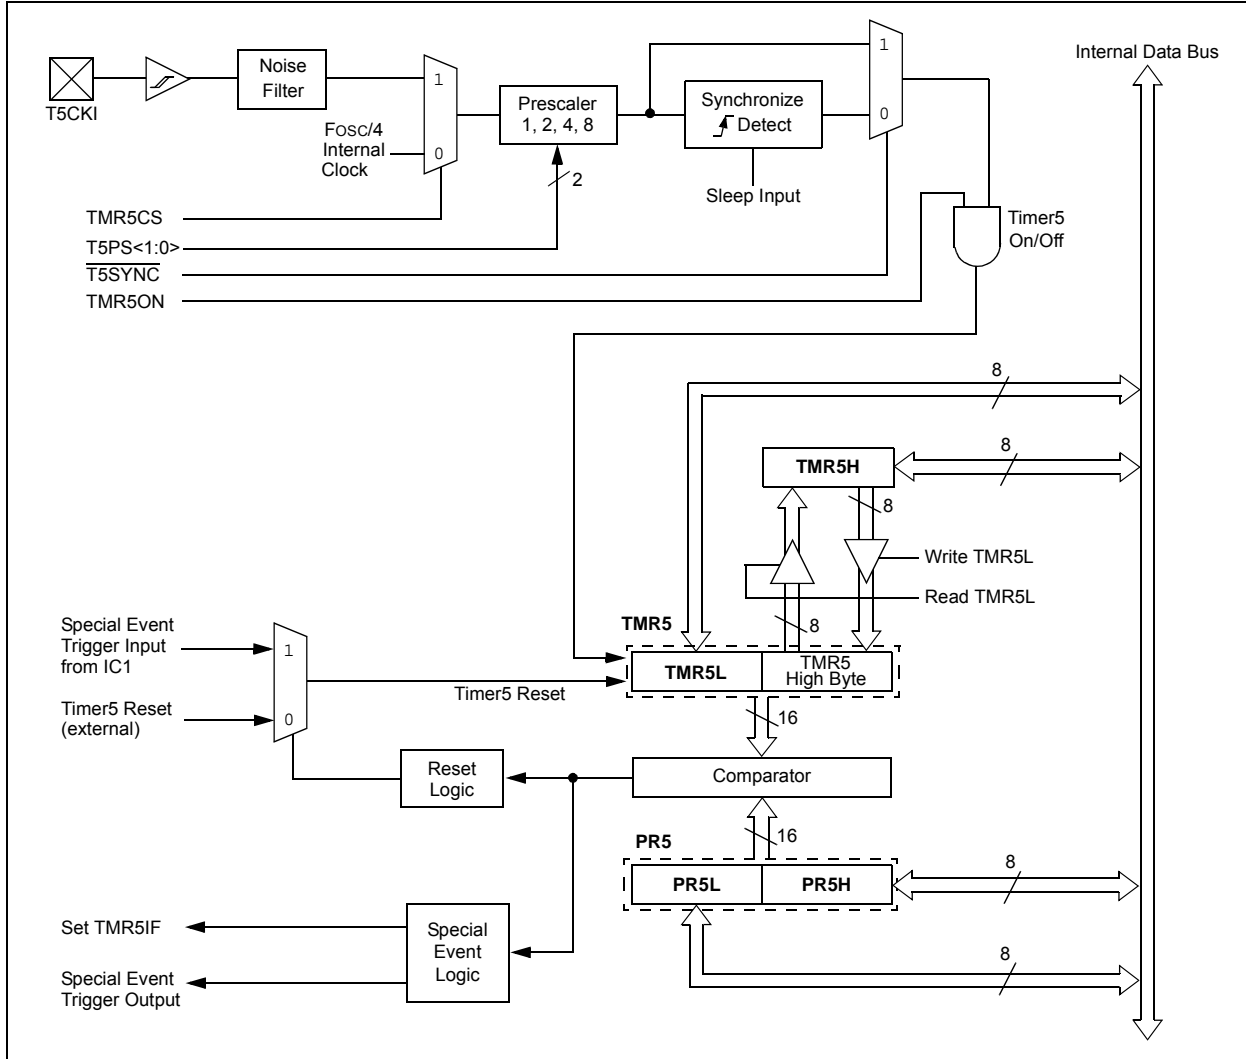 Internal Data Bus
T5CKI
Noise
Filter
1
0
FOSC/4
Internal
Clock
Prescaler
1, 2, 4, 8
2
Synchronize
Detect
Sleep Input
1
0
TMR5CS
T5PS<1:0>
T5SYNC
TMR5ON
Timer5
On/Off
8
TMR5H
8
8
Write TMR5L
Read TMR5L
8
TMR5
TMR5L
TMR5
High Byte
Special Event
Trigger Input
from IC1
1
0
Timer5 Reset
Timer5 Reset
(external)
16
Reset
Logic
Comparator
16
PR5
PR5L
PR5H
8
Set TMR5IF
Special
Event
Logic
Special Event
Trigger Output
8